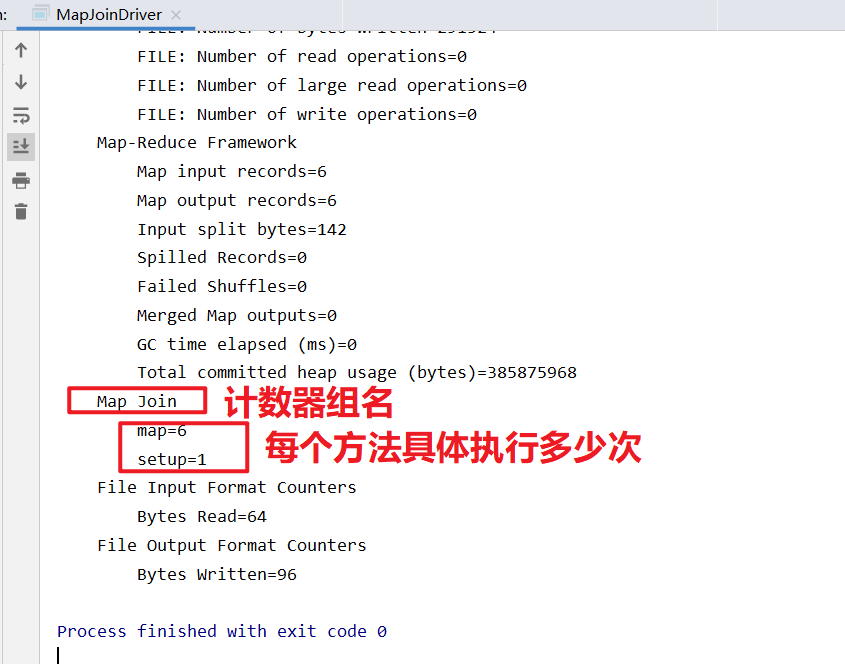 MapJoinDriver
FILE: Number of bytes written=291524
FILE: Number of read operations=0
FILE: Number of large read operations=0
FILE: Number of write operations=0
Map-Reduce Framework
Map input records=6
Map output records=6
Input split bytes=142
Spilled Records=0
Failed Shuffles=0
Merged Map outputs=0
GC time elapsed (ms)=0
Total committed heap usage (bytes)=385875968
Map Join 计数器组名
map=6
每个方法具体执行多少次
setup=1
File Input Format Counters
Bytes Read=64
File Output Format Counters
Bytes Written=96
Process finished with exit code 0